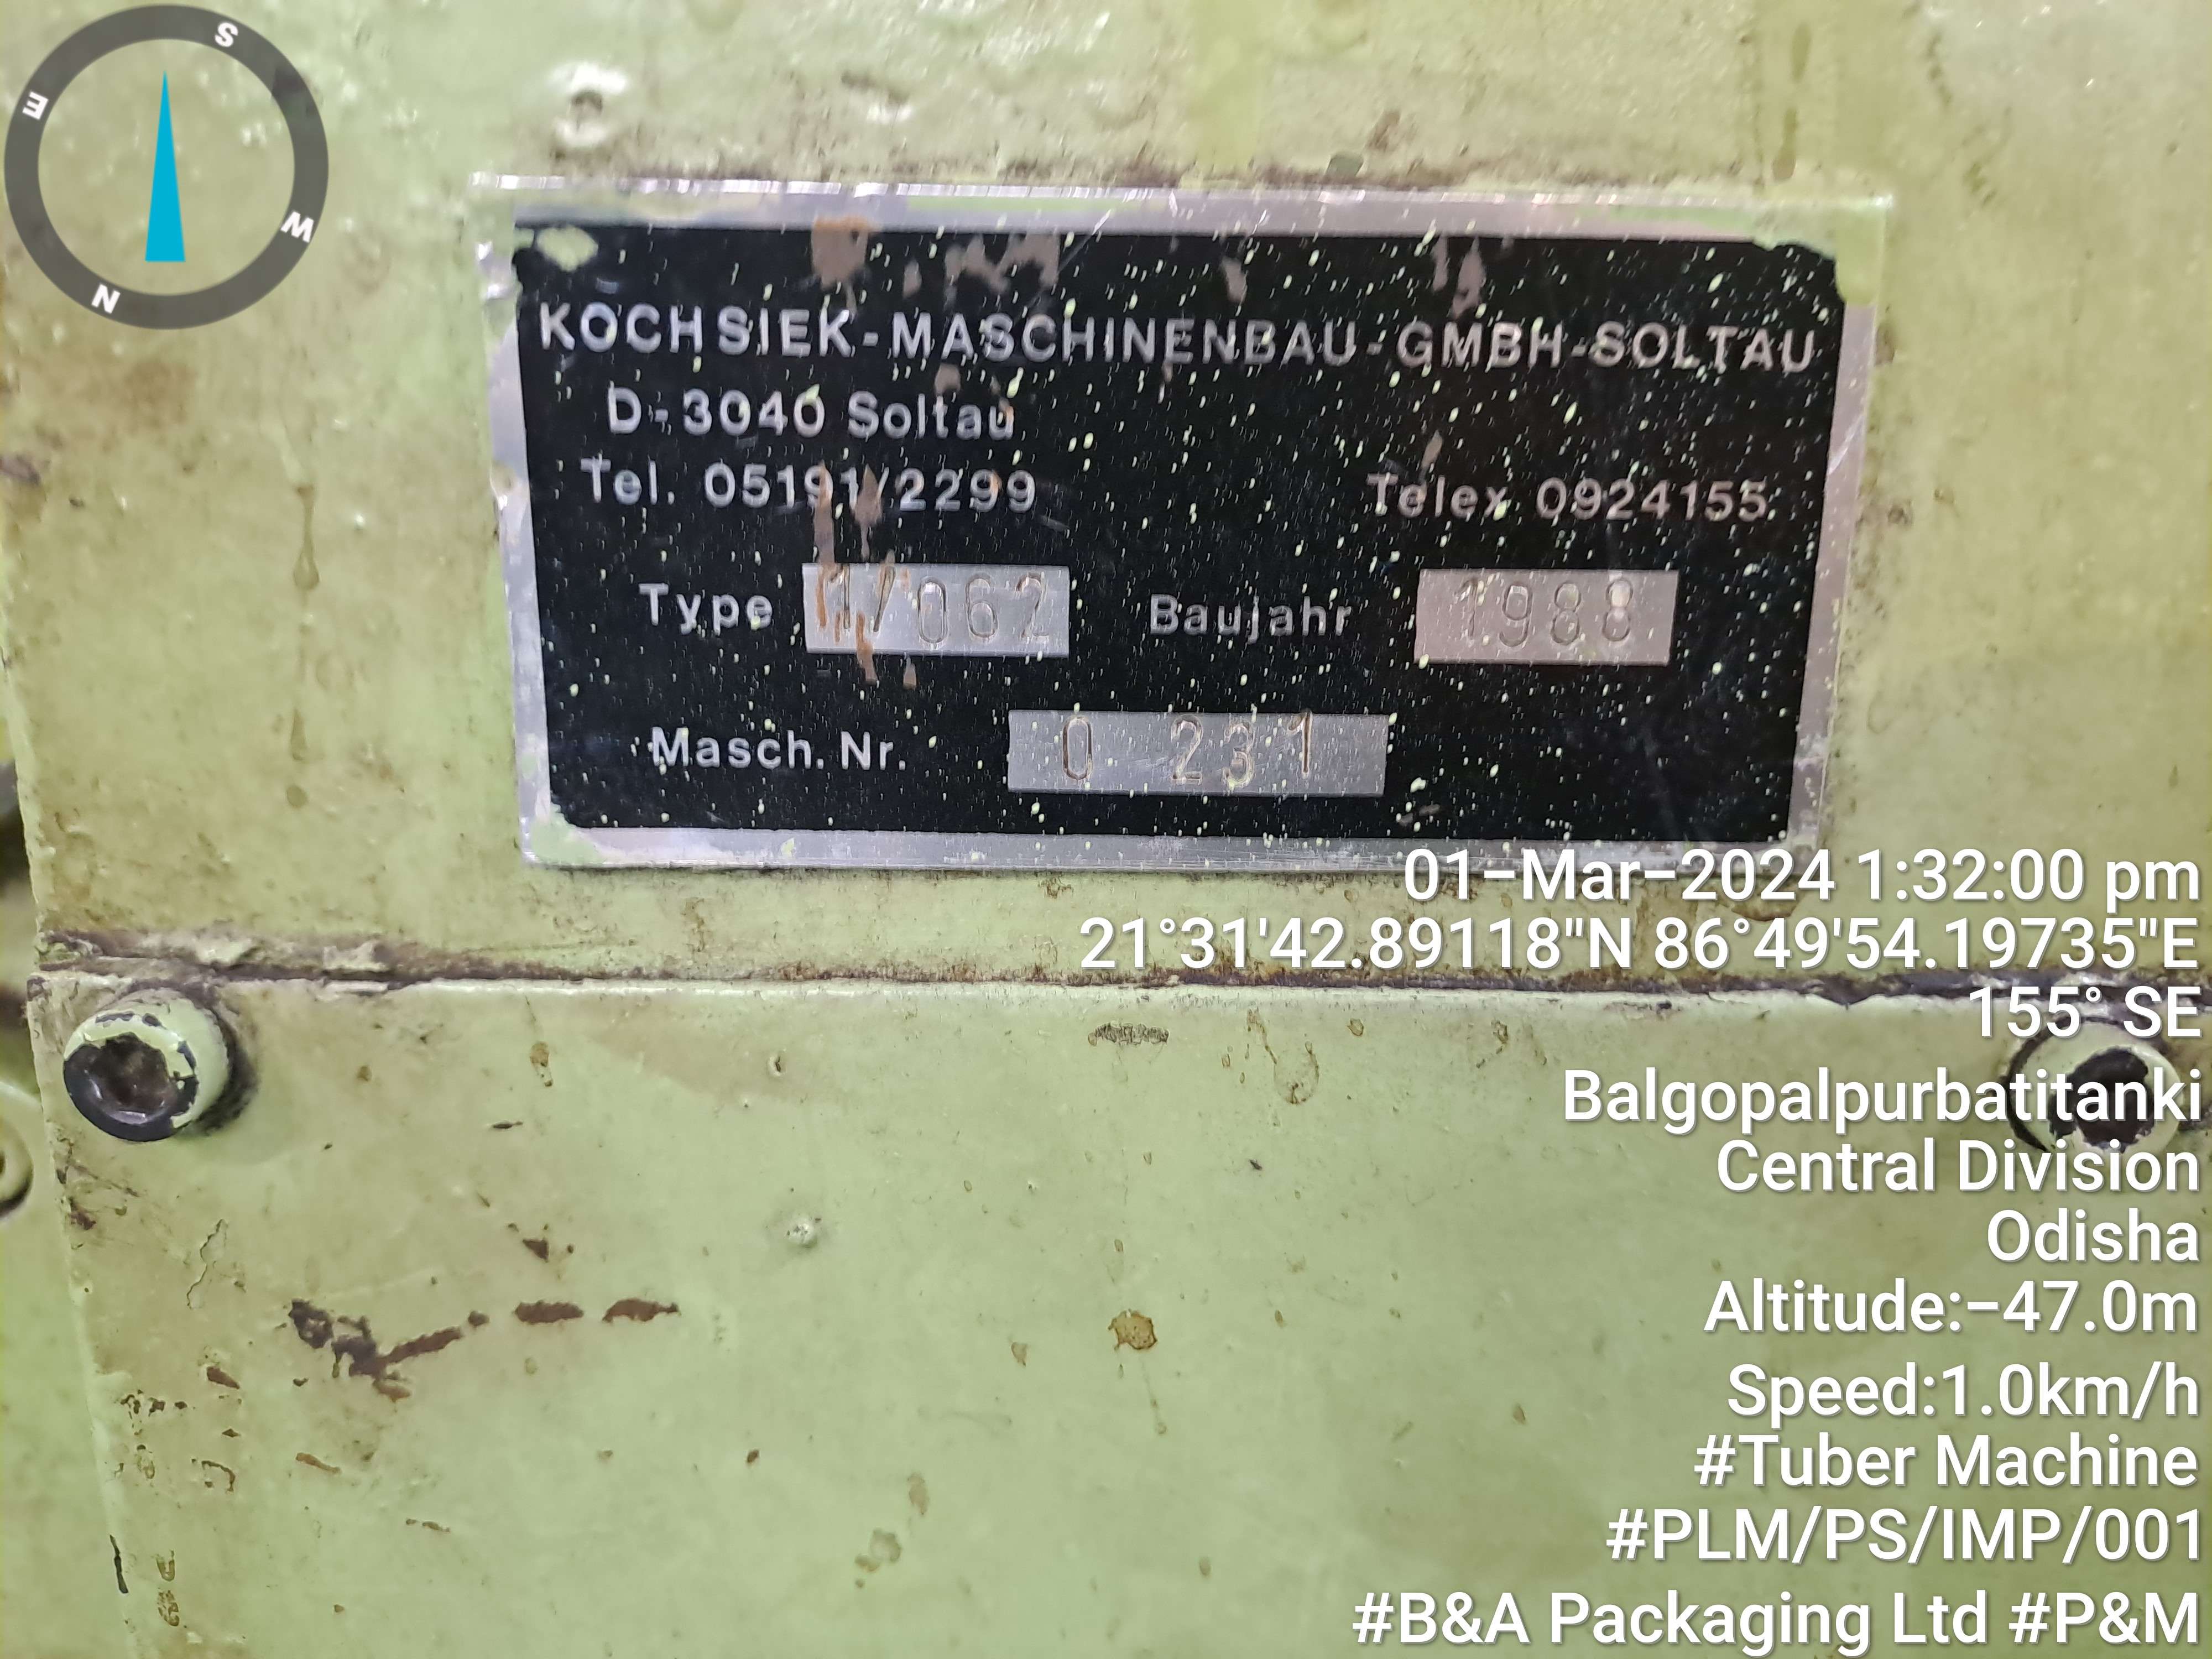 S
E
W
N
KOCHSIEK-MASCHINENBAU-GMBH-SOLTAU
D-3040 Soltau
Tel. 05191/2299 Telex 0924155
Type 1/062 Baujahr 1988
Masch. Nr. 0 231
01-Mar-2024 1:32:00 pm
21°31'42.89118"N 86°49'54.19735"E
155° SE
Balgopalpurbatitanki
Central Division
Odisha
Altitude:-47.0m
Speed:1.0km/h
#Tuber Machine
#PLM/PS/IMP/001
#B&A Packaging Ltd #P&M